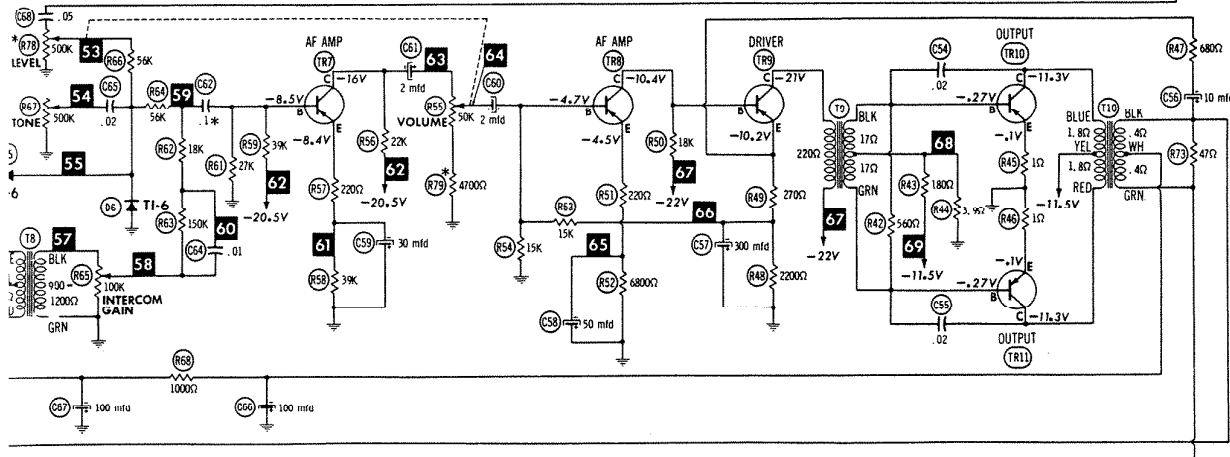 C68 .05
* R78 500K
LEVEL
53
R66 56K
R67 500K
TONE
54
C65 .02
R64 56K
59
C62 .1*
55
D6 TI-6
-6
R62 18K
R63 150K
60
C64 .01
R61 27K
R59 39K
62
-20.5V
T8
57
BLK
900 1200Ω
GRN
R65 100K
INTERCOM GAIN
58
AF AMP
TR7
C -16V
B -8.5V
E -8.4V
R57 220Ω
61
R58 39K
C59 30 mfd
R56 22K
62
-20.5V
C61 2 mfd
63
R55 50K
VOLUME
64
* R79 4700Ω
C60 2 mfd
AF AMP
TR8
C -10.4V
B -4.7V
E -4.5V
R50 18K
67
-22V
R51 220Ω
R63 15K
R54 15K
65
R52 6800Ω
C58 50 mfd
66
C57 300 mfd
DRIVER
TR9
C -21V
B
E -10.2V
R49 270Ω
R48 2200Ω
T9
220Ω
BLK
17Ω
17Ω
GRN
67
-22V
R42 560Ω
68
R43 180Ω
R44 3.9Ω
69
-11.5V
C54 .02
OUTPUT
TR10
C -11.3V
B -.27V
E -.1V
R45 1Ω
R46 1Ω
E -.1V
B -.27V
C -11.3V
C55 .02
OUTPUT
TR11
T10
BLUE
1.8Ω
YEL
1.8Ω
RED
-11.5V
BLK
.4Ω
WH
.4Ω
GRN
R47 680Ω
C56 10 mfd
R73 47Ω
R68 1000Ω
C67 100 mfd
C66 100 mfd